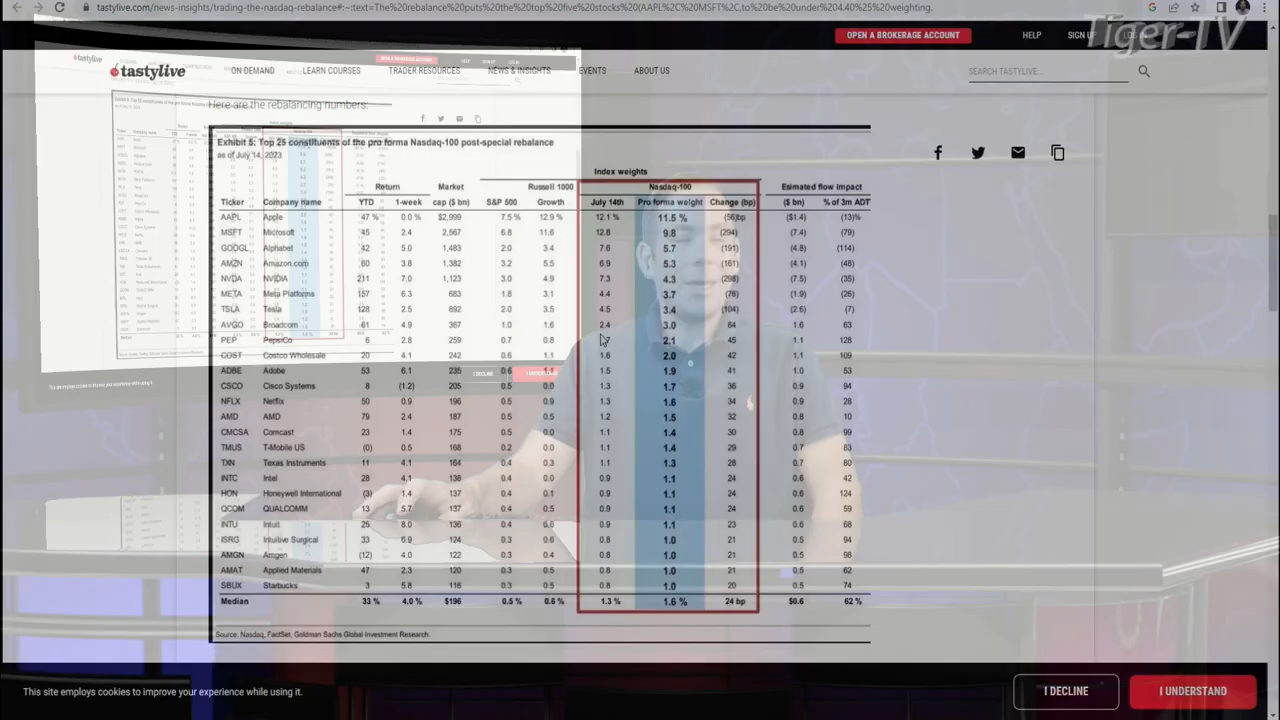 tastylive.com/news-insights/trading-the-nasdaq-rebalance#:~:text=The%20rebalance%20puts%20the%20top%20five%20stocks%20(AAPL%2C%20MSFT%2C,to%20be%20under%204.40%25%20weighting.
Tiger TV
OPEN A BROKERAGE ACCOUNT HELP SIGN UP LOG IN
tastylive ON DEMAND LEARN COURSES TRADER RESOURCES NEWS & INSIGHTS EVENTS ABOUT US SEARCH TASTYLIVE...
Here are the rebalancing numbers:
Exhibit 5: Top 25 constituents of the pro forma Nasdaq-100 post-special rebalance
as of July 14, 2023
Index weights
Return Market Russell 1000 Nasdaq-100 Esimated flow impact
Ticker Company name YTD 1-week cap ($ bn) S&P 500 Growth July 14th Pro forma weight Change (bp) ($ bn) % of 3m ADT
AAPL Apple 47 % 0.0 % $2,999 7.5 % 12.9 % 12.1 % 11.5 % (56)bp ($1.4) (13)%
MSFT Microsoft 45 2.4 2,567 6.8 11.6 12.8 9.8 (7.4) (79)
GOOGL Alphabet 42 5.0 1,483 2.0 3.4 7.6 5.7 (191) (4.8) (114)
AMZN Amazon.com 60 3.8 1,382 3.2 5.5 6.9 5.3 (161) (4.1) (48)
NVDA NVIDIA 211 7.0 1,123 3.0 4.9 7.3 4.3 (298) (7.5) (35)
META Meta Platforms 157 6.3 663 1.8 3.1 4.4 3.7 (76) (1.9) (26)
TSLA Tesla 128 2.5 892 2.0 3.5 4.5 3.4 (104) (2.6) (7)
AVGO Broadcom 61 4.9 367 1.0 1.6 2.4 3.0 1.6 63
PEP PepsiCo 6 2.8 259 0.7 0.8 2.1 45 1.1 128
COST Costco Wholesale 20 4.1 242 0.6 1.1 1.6 2.0 42 1.1 109
ADBE Adobe 53 6.1 235 0.6 1.1 1.5 1.9 41 1.0 53
CSCO Cisco Systems 8 (1.2) 205 0.5 0.0 1.3 1.7 36 0.9 94
NFLX Netflix 50 0.9 196 0.5 0.9 1.3 1.6 34 0.9 28
AMD AMD 79 2.4 187 0.5 0.5 1.2 1.5 32 0.8 10
CMCSA Comcast 23 1.4 175 0.5 0.0 1.1 1.4 30 0.8 99
TMUS T-Mobile US (0) 0.5 168 0.2 0.0 1.1 1.4 29 0.7 83
TXN Texas Instruments 11 4.1 164 0.4 0.3 1.1 1.3 28 0.7 80
INTC Intel 28 4.1 138 0.4 0.0 0.9 1.1 24 0.6 42
HON Honeywell International (3) 1.4 137 0.4 0.1 0.9 1.1 24 0.6 124
QCOM QUALCOMM 13 5.7 137 0.4 0.5 0.9 1.1 24 0.6 59
INTU Intuit 25 8.0 136 0.4 0.6 0.9 1.1 23 0.6 68
ISRG Intuitive Surgical 33 6.9 124 0.3 0.6 0.8 1.0 21 0.5 94
AMGN Amgen (12) 4.0 122 0.3 0.4 0.8 1.0 21 0.5 98
AMAT Applied Materials 47 2.3 120 0.3 0.5 0.8 1.0 21 0.5 62
SBUX Starbucks 3 5.8 116 0.3 0.5 0.8 1.0 20 0.5 74
Median 33 % 4.0 % $196 0.5 % 0.6 % 1.3 % 1.6 % 24 bp $0.6 62 %
Source: Nasdaq, FactSet, Goldman Sachs Global Investment Research
This site employs cookies to improve your experience while using it. I DECLINE I UNDERSTAND